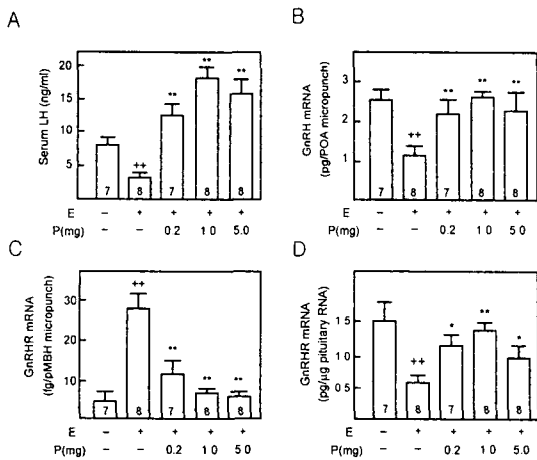 A
Serum LH (ng/ml)
20
15
10
5
++
**
**
**
7
8
7
8
8
E − + + + +
P(mg) − − 0.2 1.0 5.0
B
GnRH mRNA
(pg/POA micropunch)
3
2
1
++
**
**
**
7
8
7
8
8
E − + + + +
P(mg) − − 0.2 1.0 5.0
C
GnRHR mRNA
(fg/pMBH micropunch)
30
20
10
++
**
**
**
7
8
7
8
8
E − + + + +
P(mg) − − 0.2 1.0 5.0
D
GnRHR mRNA
(pg/μg pituitary RNA)
1.5
1.0
0.5
++
*
**
*
7
8
7
8
8
E − + + + +
P(mg) − − 0.2 1.0 5.0